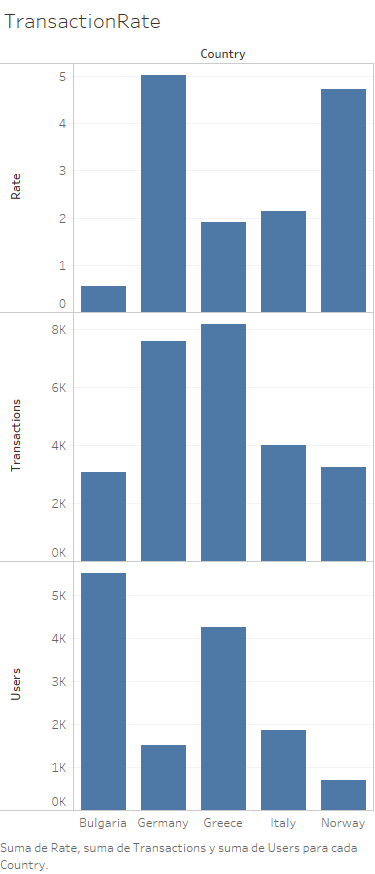 TransactionRate
Country
5
4
3
2
1
0
Rate
8K
6K
4K
2K
0K
Transactions
5K
4K
3K
2K
1K
0K
Users
Bulgaria Germany Greece Italy Norway
Suma de Rate, suma de Transactions y suma de Users para cada
Country.